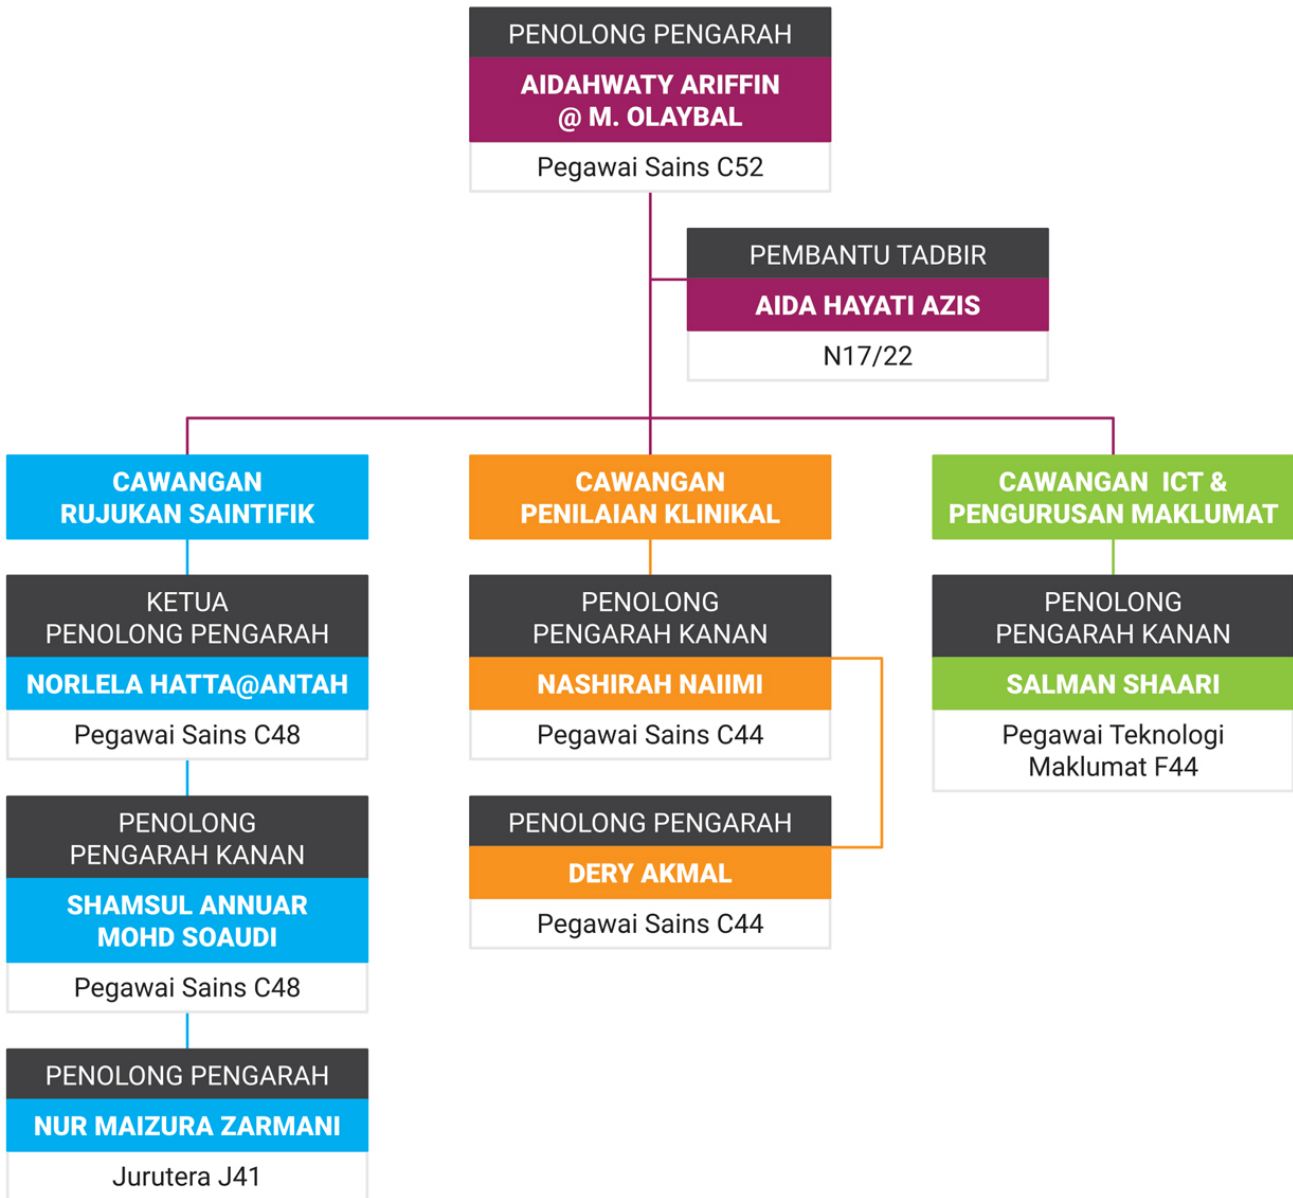 PENOLONG PENGARAH
AIDAHWATY ARIFFIN
@ M. OLAYBAL
Pegawai Sains C52
PEMBANTU TADBIR
AIDA HAYATI AZIS
N17/22
CAWANGAN
RUJUKAN SAINTIFIK
KETUA
PENOLONG PENGARAH
NORLELA HATTA@ANTAH
Pegawai Sains C48
PENOLONG
PENGARAH KANAN
SHAMSUL ANNUAR
MOHD SOAUDI
Pegawai Sains C48
PENOLONG PENGARAH
NUR MAIZURA ZARMANI
Jurutera J41
CAWANGAN
PENILAIAN KLINIKAL
PENOLONG
PENGARAH KANAN
NASHIRAH NAIIMI
Pegawai Sains C44
PENOLONG PENGARAH
DERY AKMAL
Pegawai Sains C44
CAWANGAN ICT &
PENGURUSAN MAKLUMAT
PENOLONG
PENGARAH KANAN
SALMAN SHAARI
Pegawai Teknologi
Maklumat F44